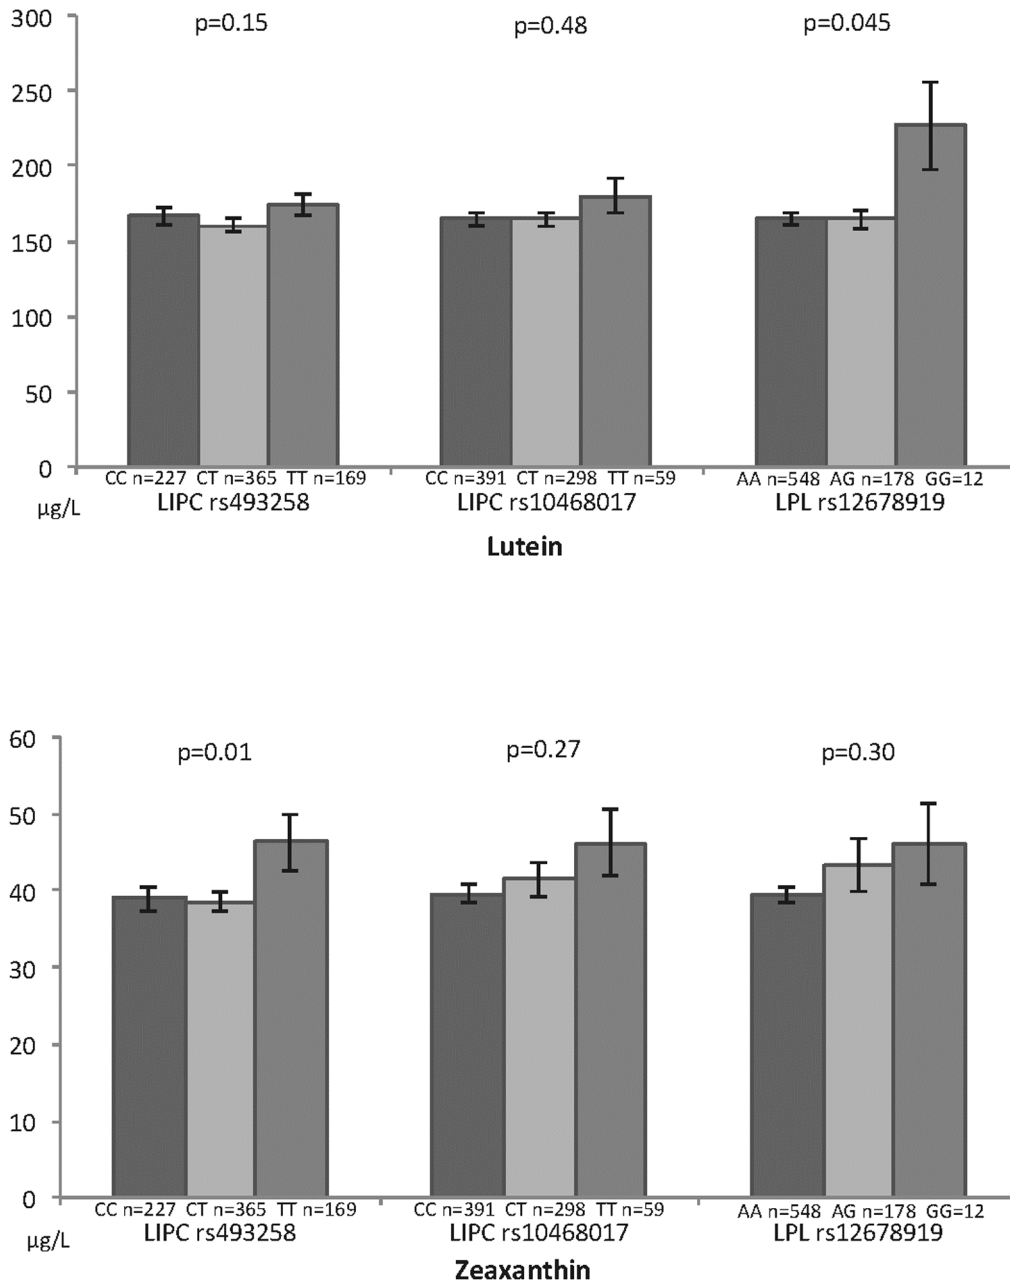 300
p=0.15 p=0.48 p=0.045
250
200
150
100
50
0
CC n=227 CT n=365 TT n=169 CC n=391 CT n=298 TT n=59 AA n=548 AG n=178 GG=12
µg/L LIPC rs493258 LIPC rs10468017 LPL rs12678919
Lutein
60
p=0.01 p=0.27 p=0.30
50
40
30
20
10
0
CC n=227 CT n=365 TT n=169 CC n=391 CT n=298 TT n=59 AA n=548 AG n=178 GG=12
µg/L LIPC rs493258 LIPC rs10468017 LPL rs12678919
Zeaxanthin